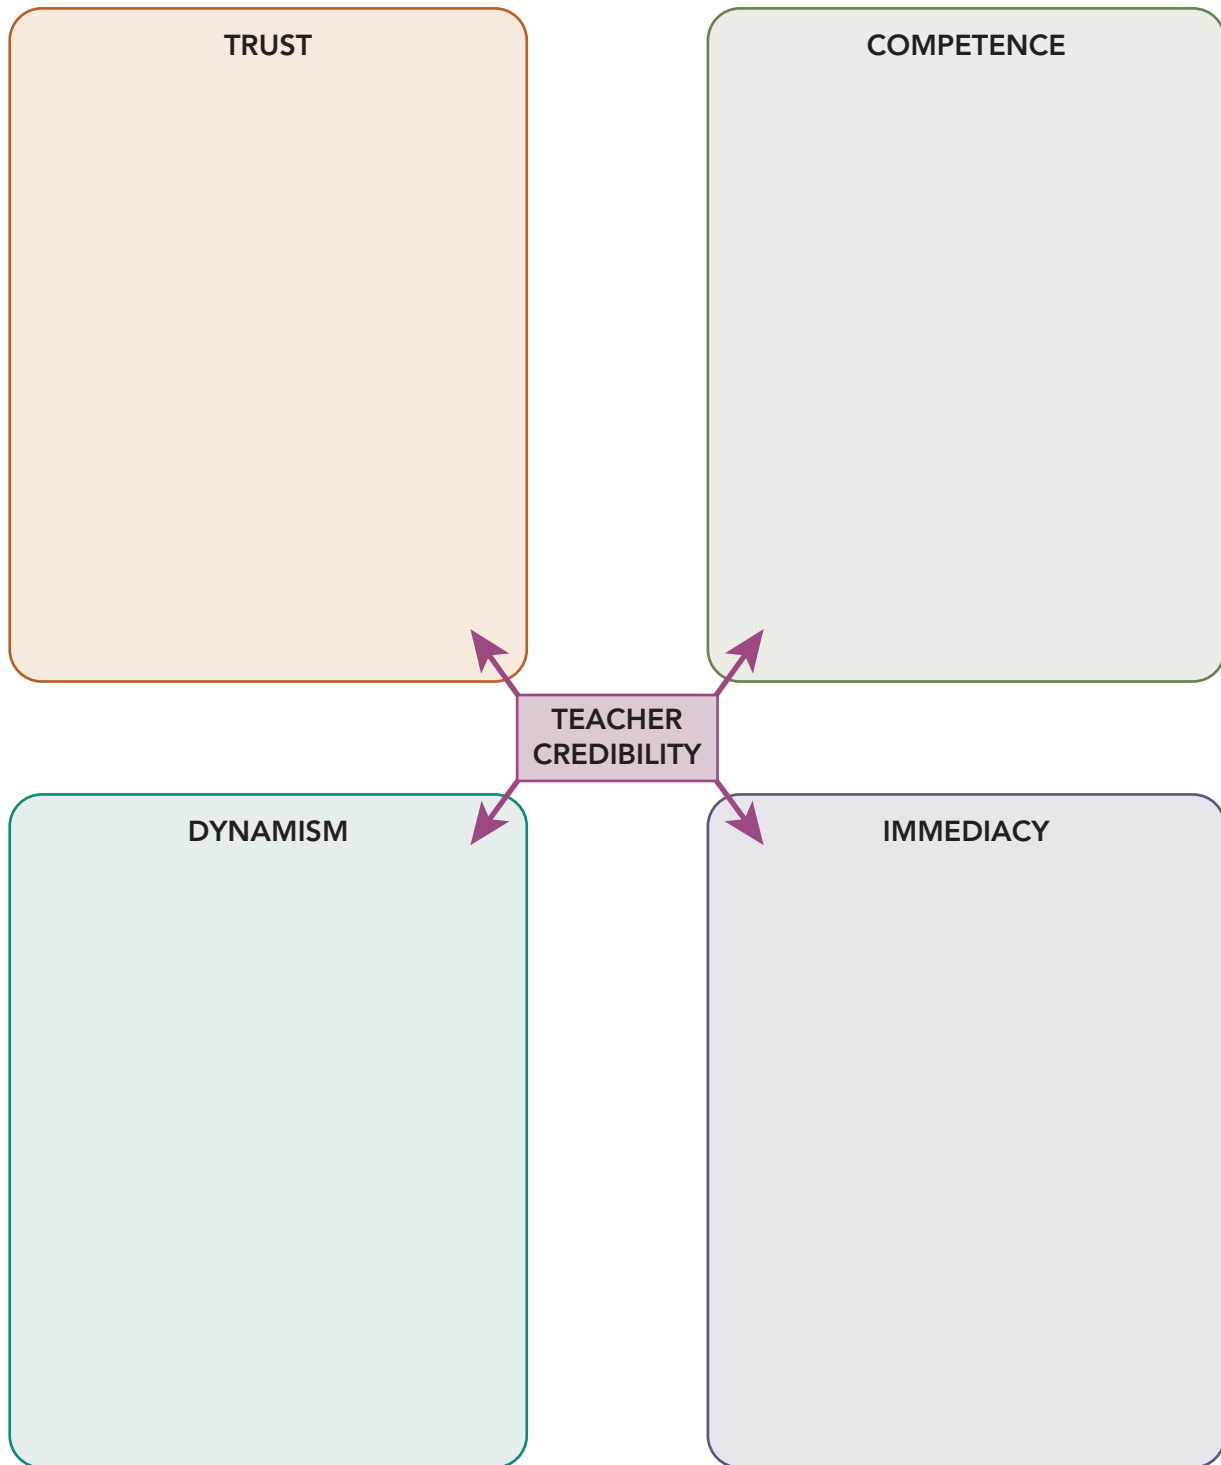 TRUST
COMPETENCE
TEACHER
CREDIBILITY
DYNAMISM
IMMEDIACY